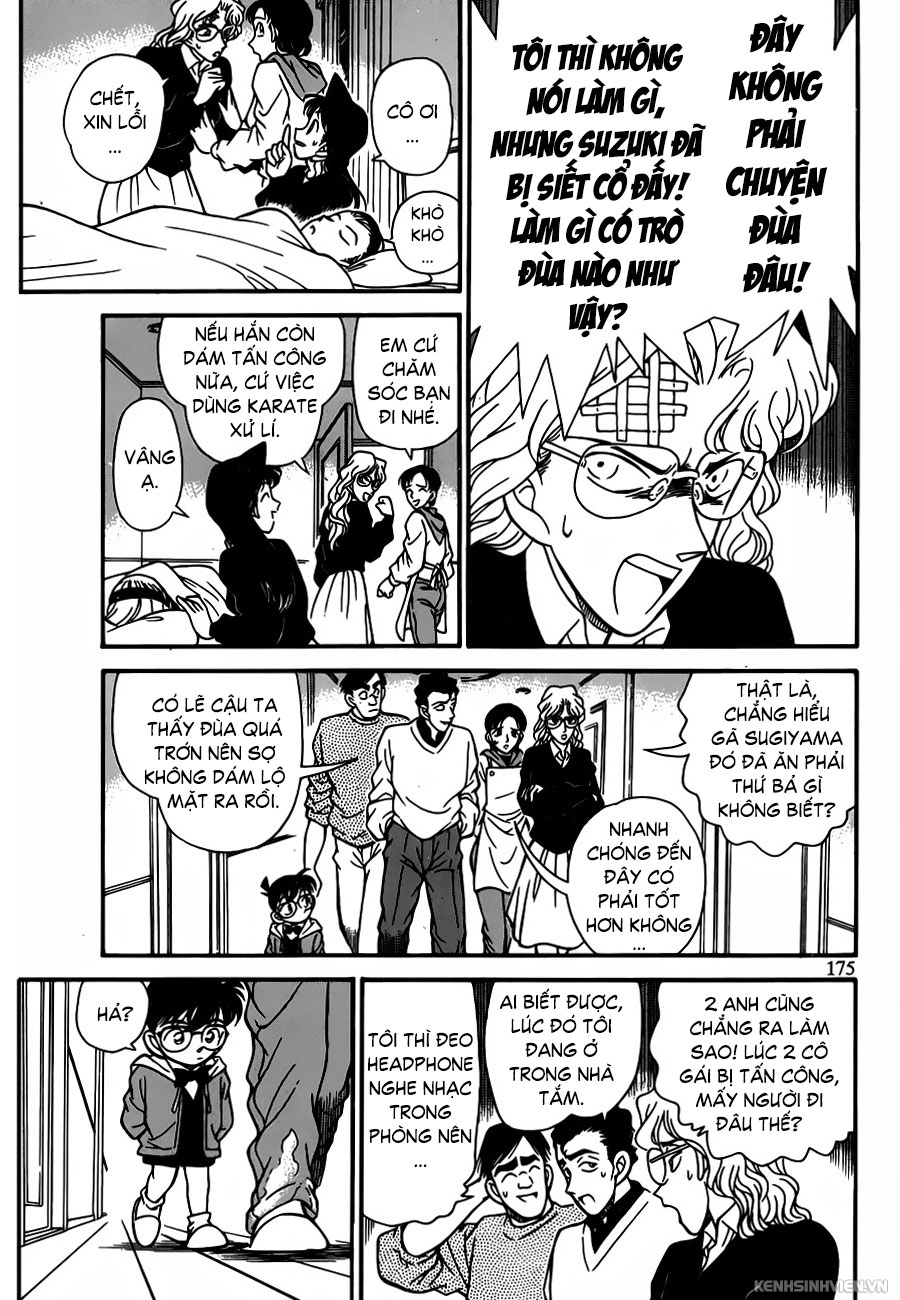 ĐÂY
KHÔNG
PHẢI
CHUYỆN
ĐÙA
ĐÂU!
TÔI THÌ KHÔNG
NÓI LÀM GÌ,
NHƯNG SUZUKI ĐÃ
BỊ SIẾT CỔ ĐẤY!
LÀM GÌ CÓ TRÒ
ĐÙA NÀO NHƯ
VẬY?
CÔ ƠI
...
CHẾT,
XIN LỖI
...
KHÒ
KHÒ
...
EM CỨ
CHĂM
SÓC BẠN
ĐI NHÉ.
NẾU HẮN CÒN
DÁM TẤN CÔNG
NỮA, CỨ VIỆC
DÙNG KARATE
XỬ LÍ.
VÂNG
Ạ.
THẬT LÀ,
CHẲNG HIỂU
GÃ SUGIYAMA
ĐÓ ĐÃ ĂN PHẢI
THỨ BẢ GÌ
KHÔNG BIẾT?
NHANH
CHÓNG ĐẾN
ĐÂY CÓ
PHẢI TỐT
HƠN KHÔNG
...
CÓ LẼ CẬU TA
THẤY ĐÙA QUÁ
TRỚN NÊN SỢ
KHÔNG DÁM LỘ
MẶT RA RỒI.
175
2 ANH CŨNG
CHẲNG RA LÀM
SAO! LÚC 2 CÔ
GÁI BỊ TẤN CÔNG,
MẤY NGƯỜI ĐI
ĐÂU THẾ?
AI BIẾT ĐƯỢC,
LÚC ĐÓ TÔI
ĐANG Ở
TRONG NHÀ
TẮM.
TÔI THÌ ĐEO
HEADPHONE
NGHE NHẠC
TRONG
PHÒNG NÊN
...
HẢ?
KENHSINHVIEN.VN